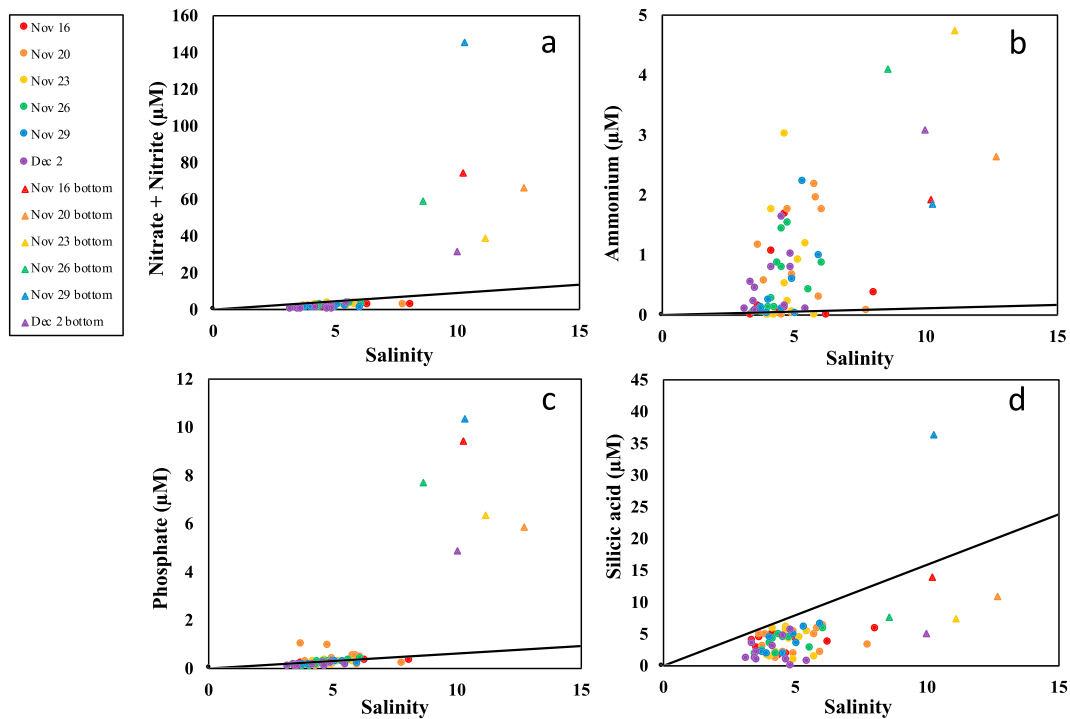 Nov 16
Nov 20
Nov 23
Nov 26
Nov 29
Dec 2
Nov 16 bottom
Nov 20 bottom
Nov 23 bottom
Nov 26 bottom
Nov 29 bottom
Dec 2 bottom
a
Nitrate + Nitrite (µM)
160
140
120
100
80
60
40
20
0
0 5 10 15
Salinity
b
Ammonium (µM)
5
4
3
2
1
0
0 5 10 15
Salinity
c
Phosphate (µM)
12
10
8
6
4
2
0
0 5 10 15
Salinity
d
Silicic acid (µM)
45
40
35
30
25
20
15
10
5
0
0 5 10 15
Salinity